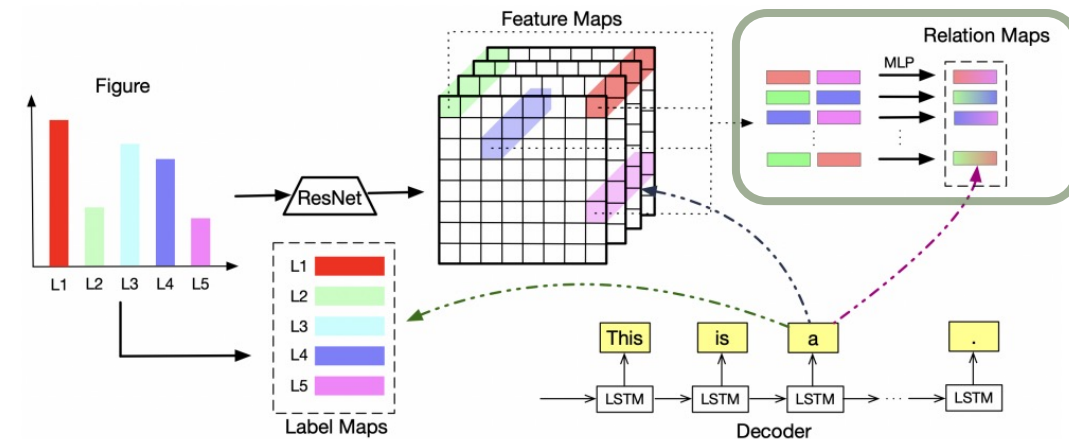 Feature Maps
Relation Maps
MLP
Figure
ResNet
L1 L2 L3 L4 L5
L1
L2
L3
L4
L5
Label Maps
This is a .
LSTM LSTM LSTM ... LSTM
Decoder